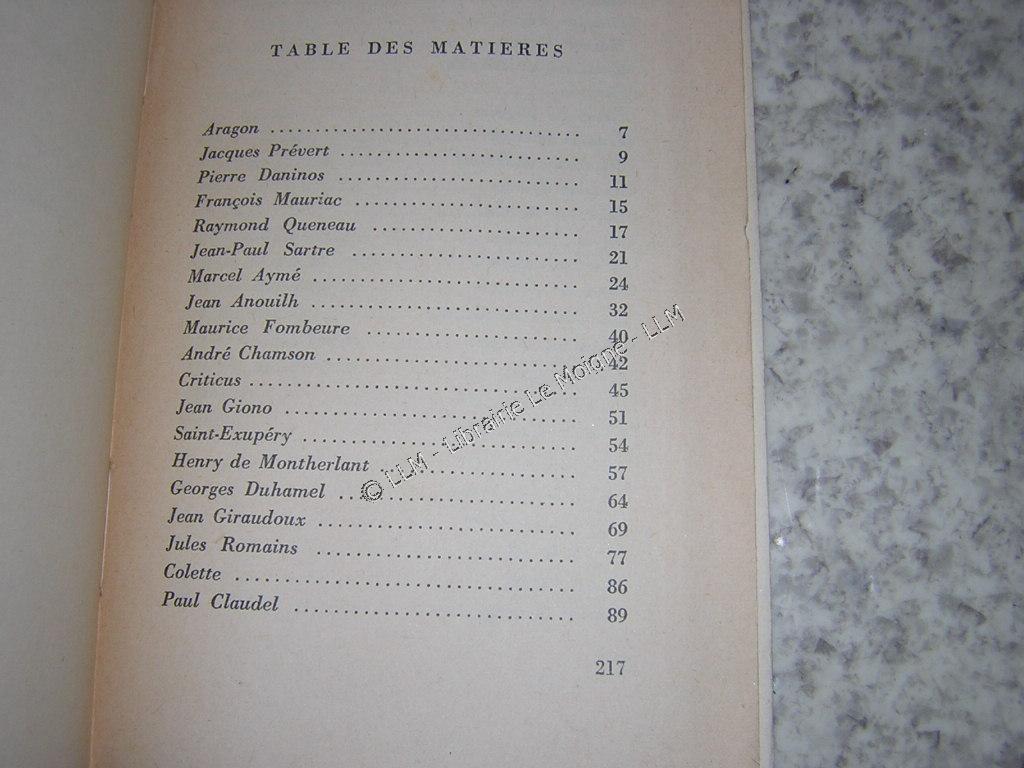 TABLE DES MATIERES
Aragon .................................. 7
Jacques Prévert .......................... 9
Pierre Daninos .......................... 11
François Mauriac ........................ 15
Raymond Queneau ...................... 17
Jean-Paul Sartre ........................ 21
Marcel Aymé ............................ 24
Jean Anouilh ............................ 32
Maurice Fombeure ...................... 40
André Chamson .......................... 42
Criticus .................................. 45
Jean Giono .............................. 51
Saint-Exupéry ............................ 54
Henry de Montherlant .................. 57
Georges Duhamel ........................ 64
Jean Giraudoux .......................... 69
Jules Romains .......................... 77
Colette .................................. 86
Paul Claudel ............................ 89
217
© LLM - Librairie Le Moigne - LLM